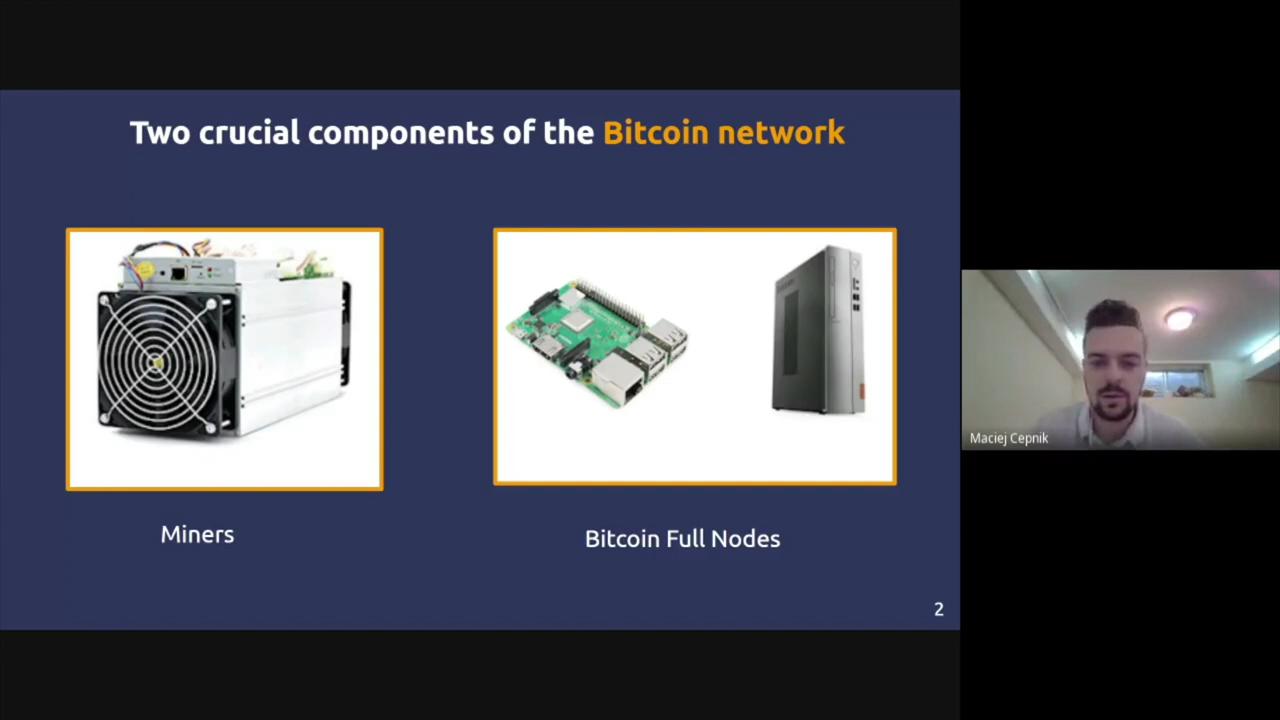 Two crucial components of the Bitcoin network
Miners
Bitcoin Full Nodes
2
Maciej Cepnik